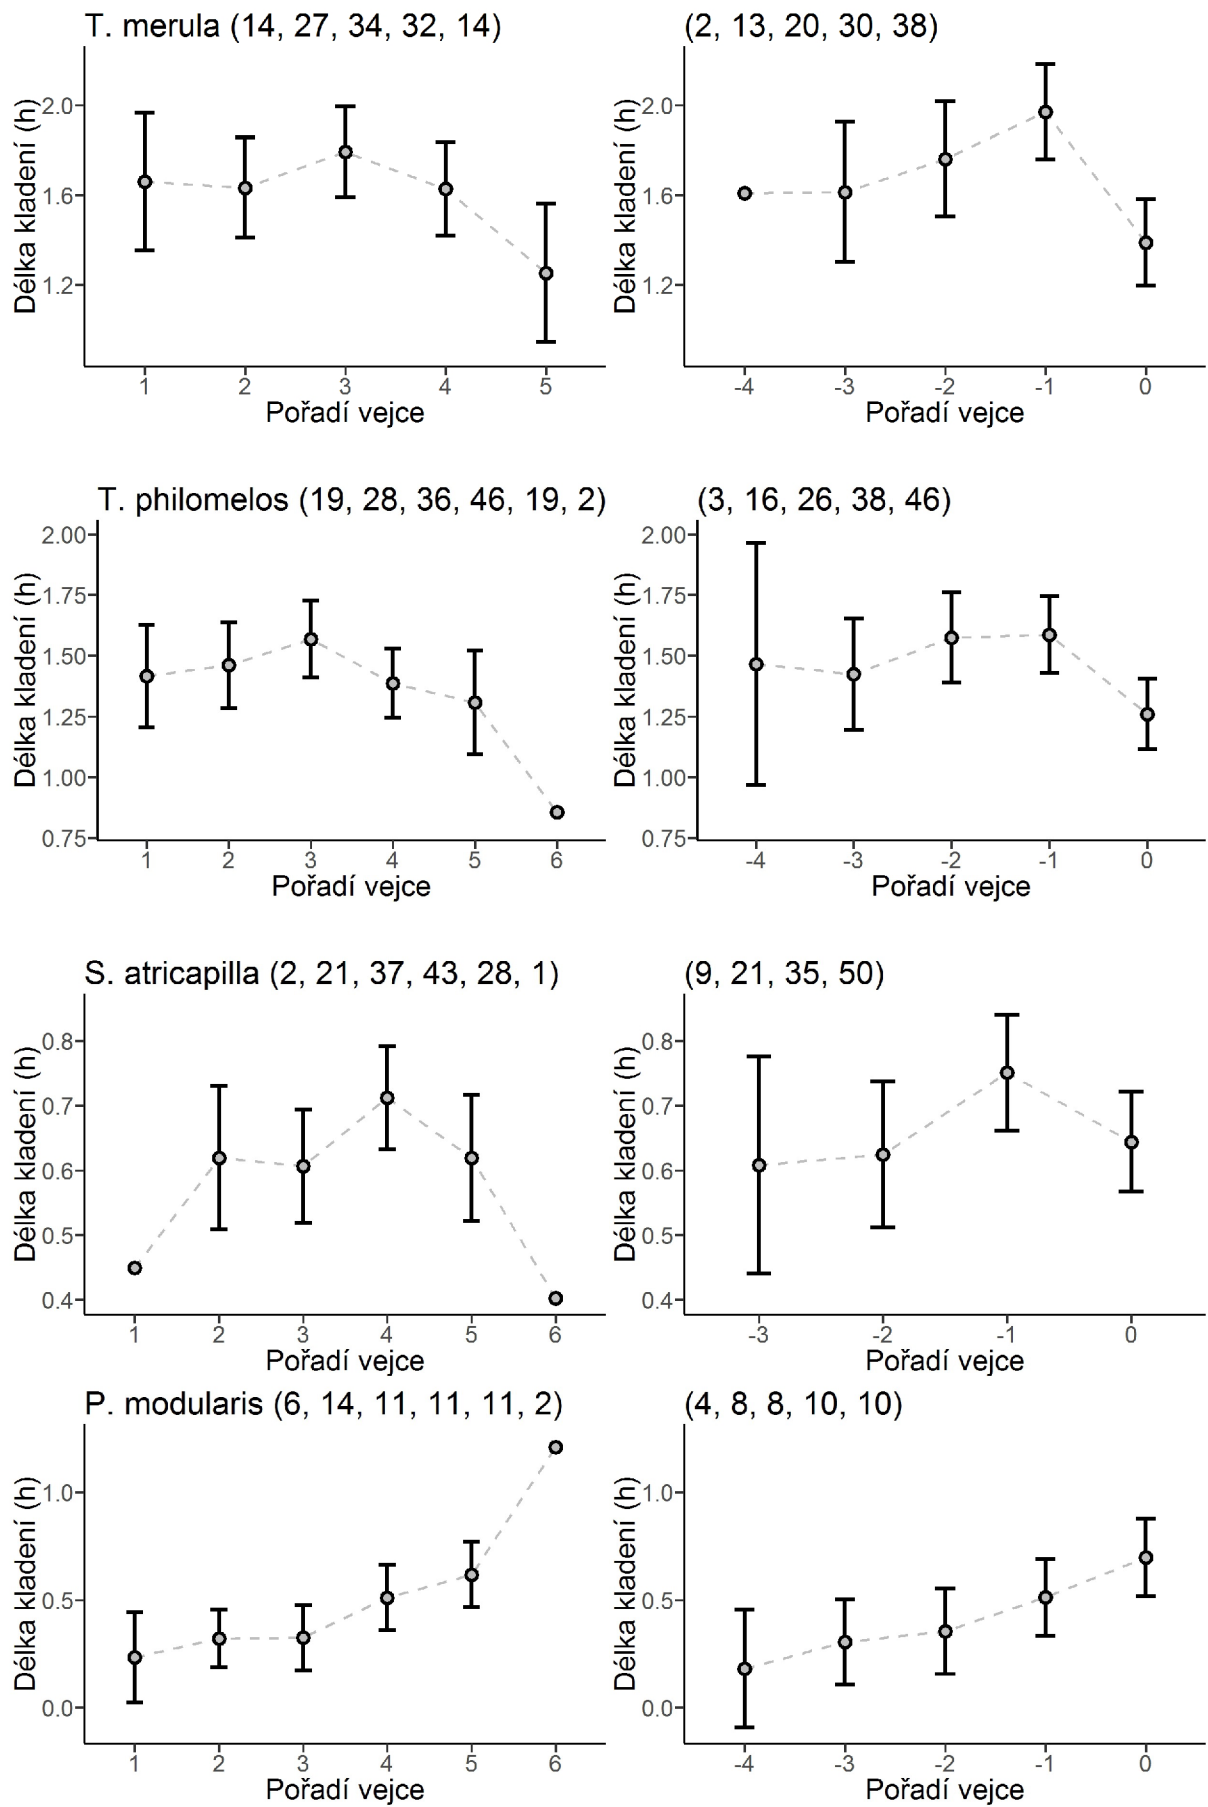 T. merula (14, 27, 34, 32, 14)
Délka kladení (h)
2.0
1.6
1.2
1 2 3 4 5
Pořadí vejce
(2, 13, 20, 30, 38)
Délka kladení (h)
2.0
1.6
1.2
-4 -3 -2 -1 0
Pořadí vejce
T. philomelos (19, 28, 36, 46, 19, 2)
Délka kladení (h)
2.00
1.75
1.50
1.25
1.00
0.75
1 2 3 4 5 6
Pořadí vejce
(3, 16, 26, 38, 46)
Délka kladení (h)
2.00
1.75
1.50
1.25
1.00
0.75
-4 -3 -2 -1 0
Pořadí vejce
S. atricapilla (2, 21, 37, 43, 28, 1)
Délka kladení (h)
0.8
0.7
0.6
0.5
0.4
1 2 3 4 5 6
Pořadí vejce
(9, 21, 35, 50)
Délka kladení (h)
0.8
0.7
0.6
0.5
0.4
-3 -2 -1 0
Pořadí vejce
P. modularis (6, 14, 11, 11, 11, 2)
Délka kladení (h)
1.0
0.5
0.0
1 2 3 4 5 6
Pořadí vejce
(4, 8, 8, 10, 10)
Délka kladení (h)
1.0
0.5
0.0
-4 -3 -2 -1 0
Pořadí vejce